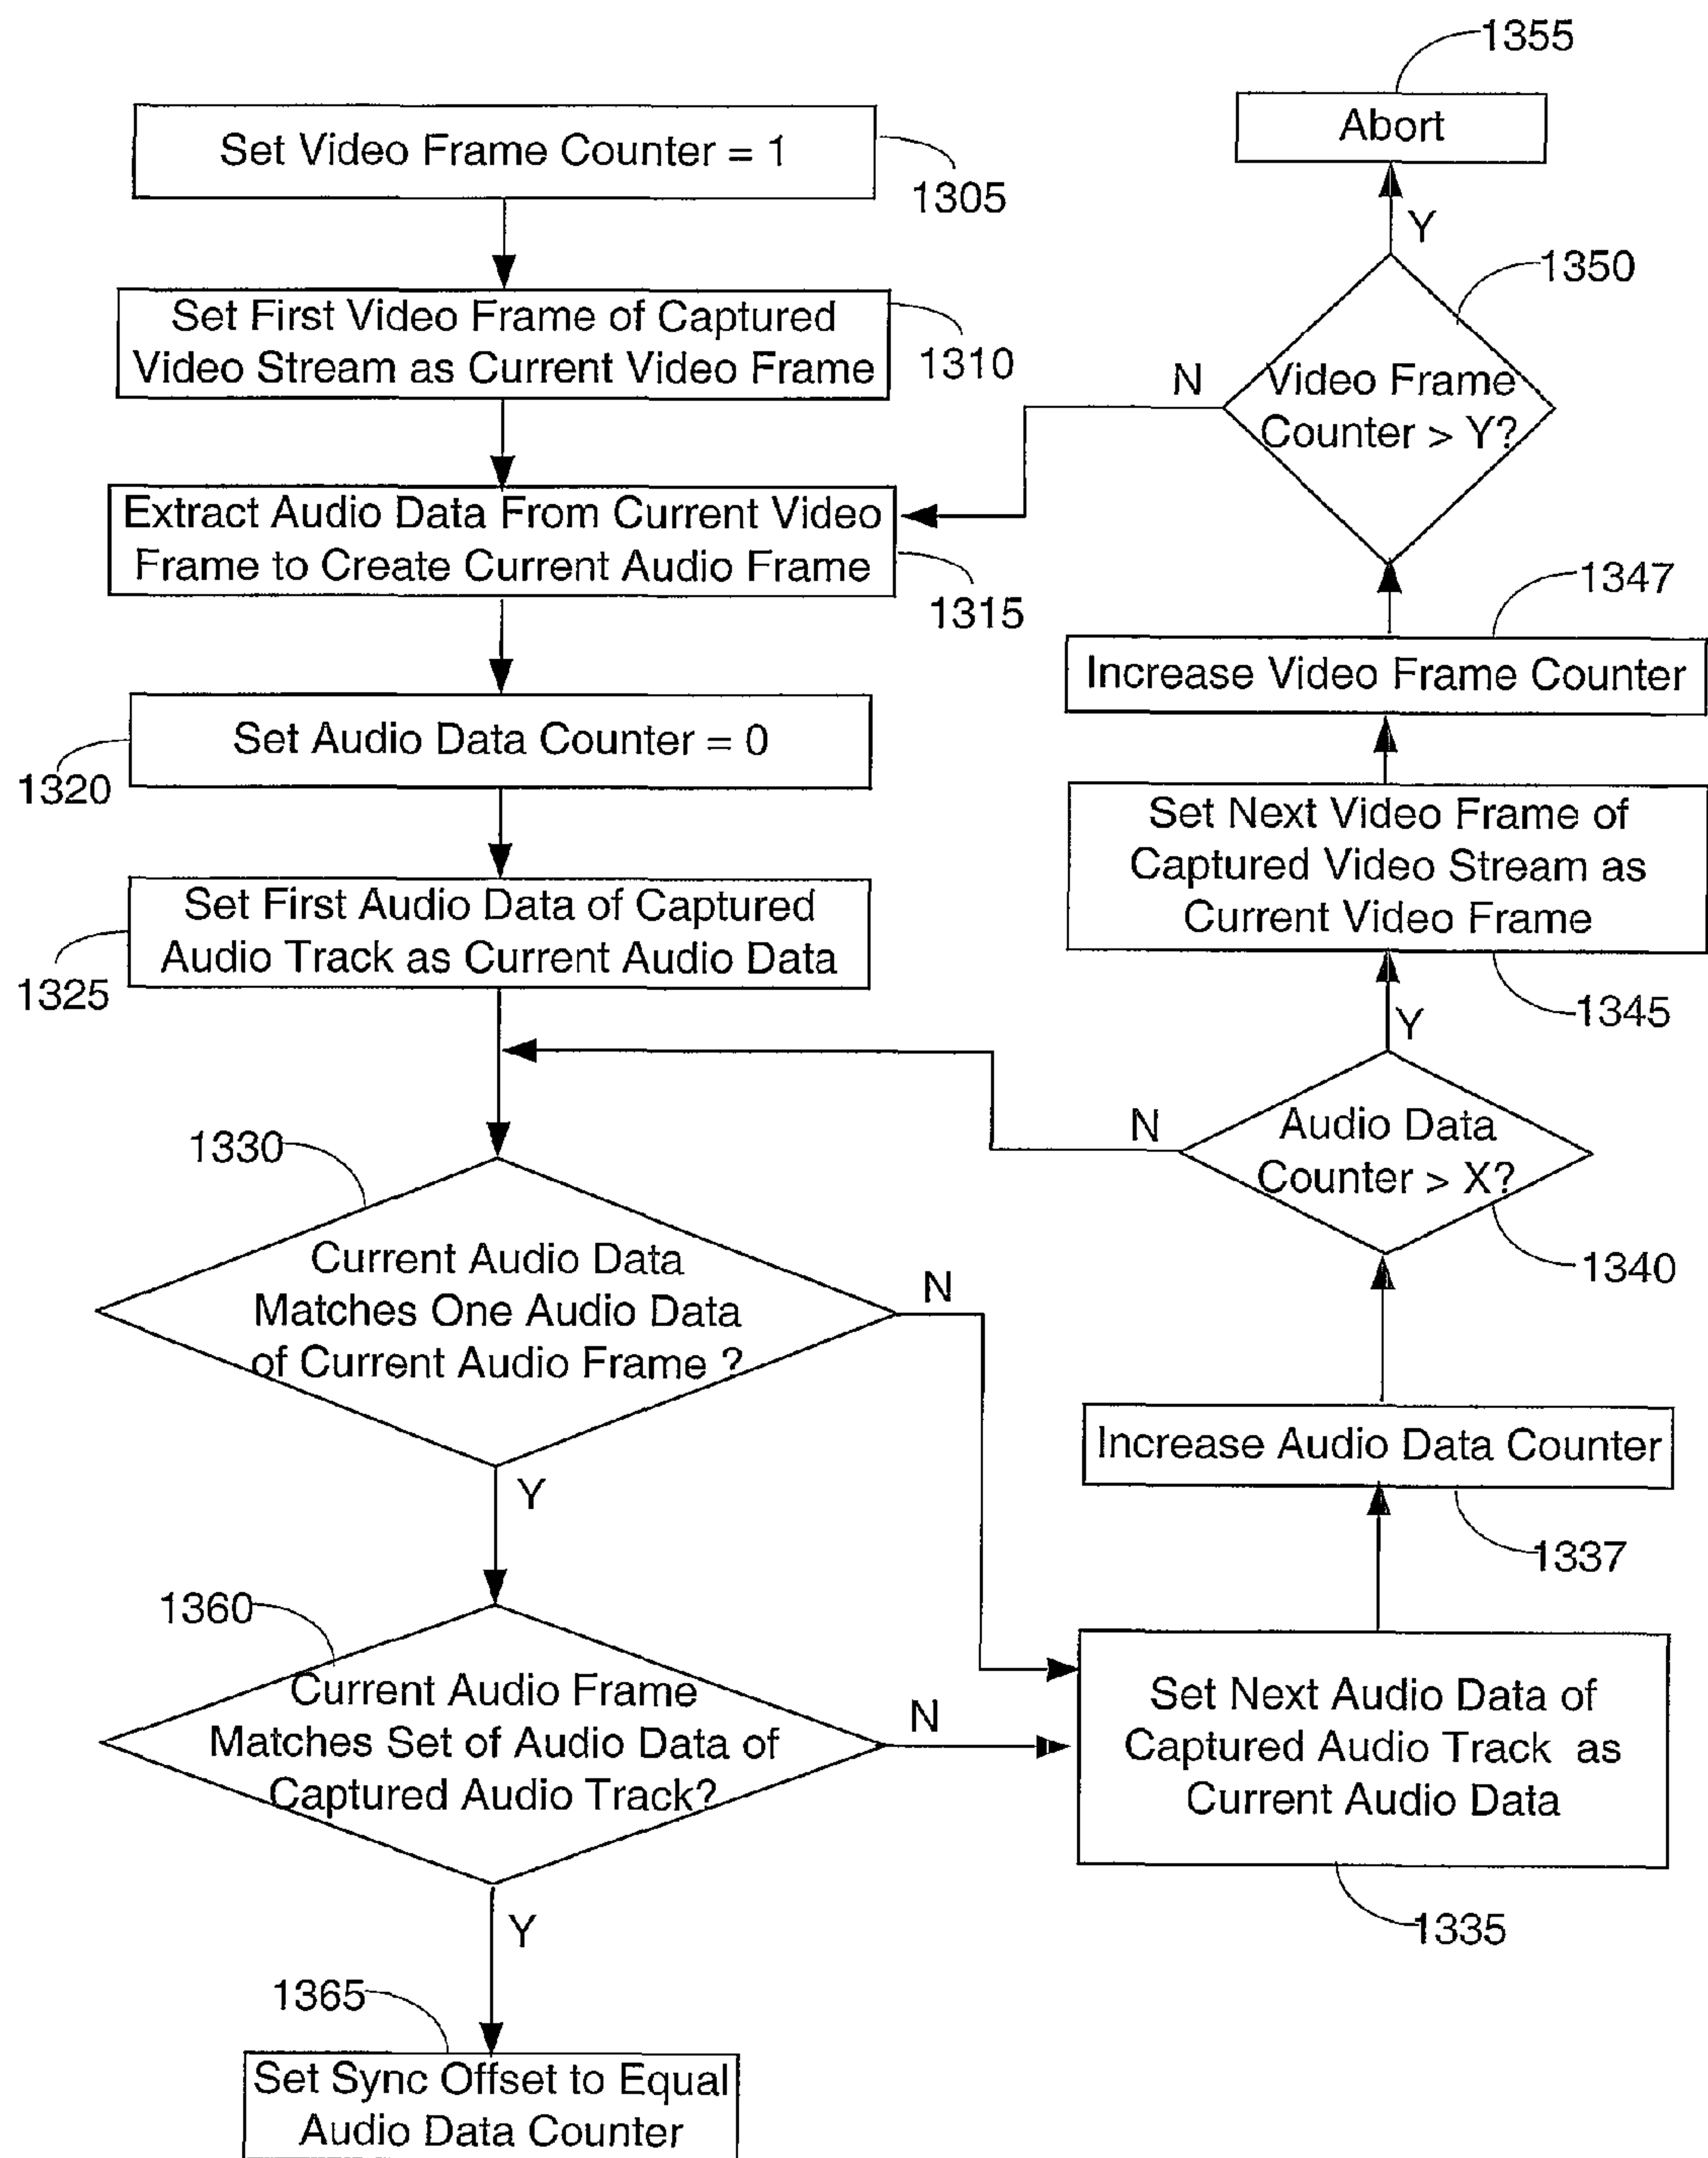 Set Video Frame Counter = 1
1305
Set First Video Frame of Captured
Video Stream as Current Video Frame
1310
Extract Audio Data From Current Video
Frame to Create Current Audio Frame
1315
Set Audio Data Counter = 0
1320
Set First Audio Data of Captured
Audio Track as Current Audio Data
1325
1330
Current Audio Data
Matches One Audio Data
of Current Audio Frame ?
N
Y
1360
Current Audio Frame
Matches Set of Audio Data of
Captured Audio Track?
N
Y
1365
Set Sync Offset to Equal
Audio Data Counter
1355
Abort
Y
1350
Video Frame
Counter > Y?
N
1347
Increase Video Frame Counter
Set Next Video Frame of
Captured Video Stream as
Current Video Frame
1345
Y
Audio Data
Counter > X?
N
1340
Increase Audio Data Counter
1337
Set Next Audio Data of
Captured Audio Track as
Current Audio Data
1335